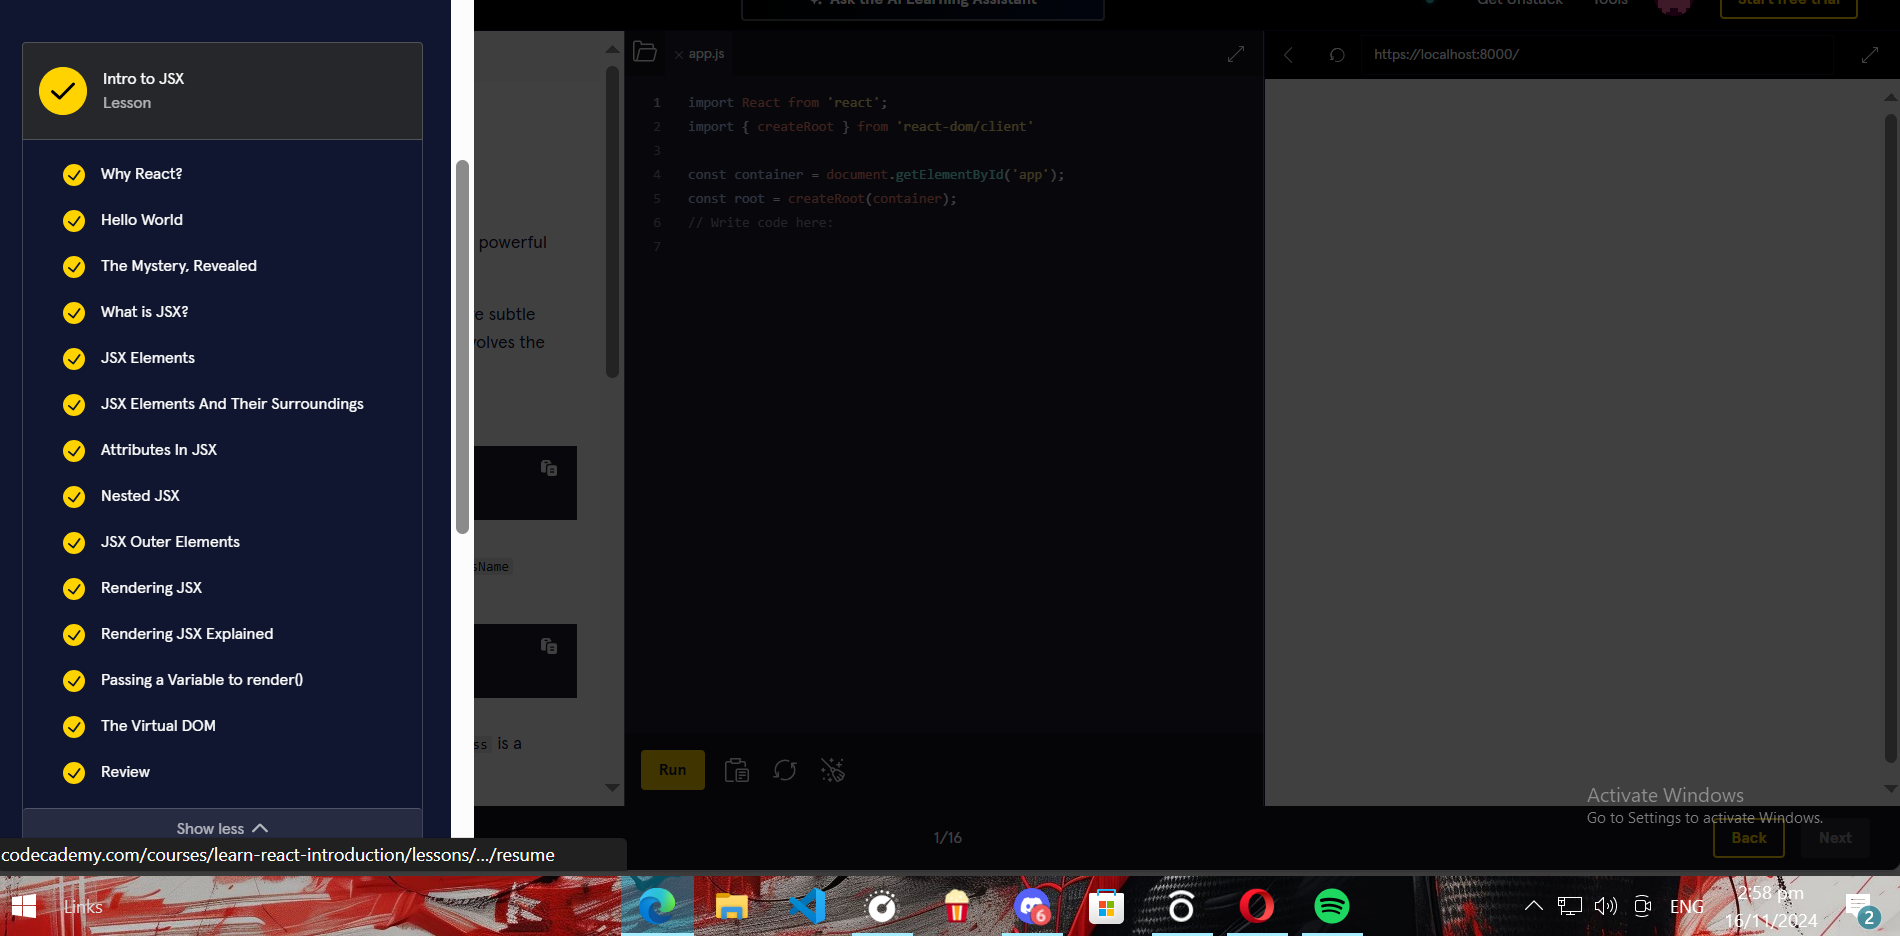 Ask the AI Learning Assistant
Get Unstuck
Tools
Start free trial
Intro to JSX
Lesson
Why React?
Hello World
The Mystery, Revealed
What is JSX?
JSX Elements
JSX Elements And Their Surroundings
Attributes In JSX
Nested JSX
JSX Outer Elements
Rendering JSX
Rendering JSX Explained
Passing a Variable to render()
The Virtual DOM
Review
Show less
codecademy.com/courses/learn-react-introduction/lessons/.../resume
powerful
subtle
the
is a
app.js
1 import React from 'react';
2 import { createRoot } from 'react-dom/client'
3
4 const container = document.getElementById('app');
5 const root = createRoot(container);
6 // Write code here:
7
Run
1/16
https://localhost:8000/
Activate Windows
Go to Settings to activate Windows.
Back
Next
Links
6
ENG
2:58 pm
16/11/2024
2